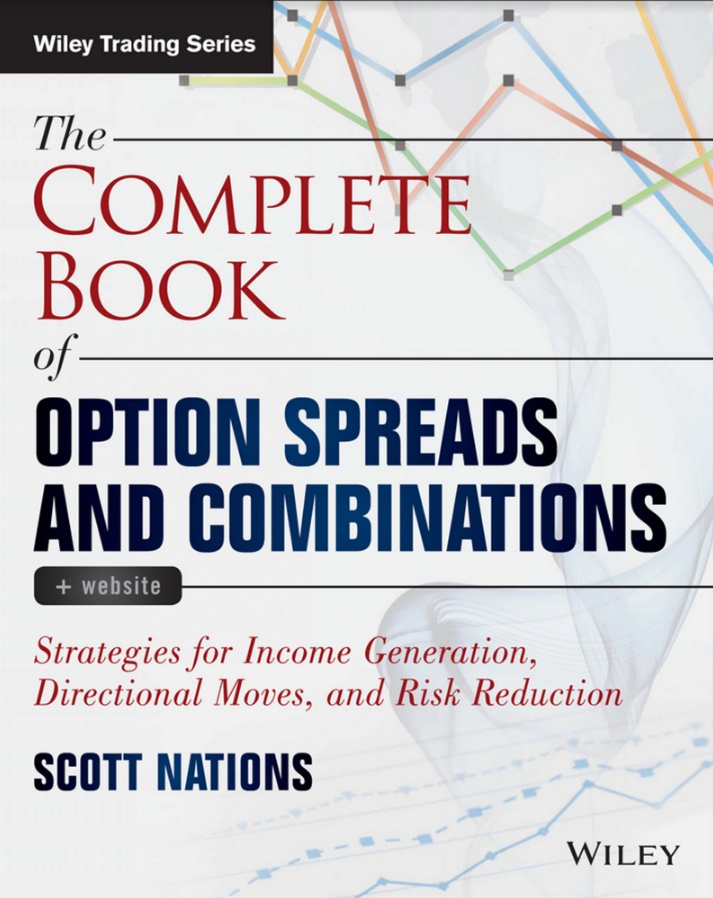 Wiley Trading Series
The
COMPLETE
BOOK
of
OPTION SPREADS
AND COMBINATIONS
+ website
Strategies for Income Generation,
Directional Moves, and Risk Reduction
SCOTT NATIONS
WILEY